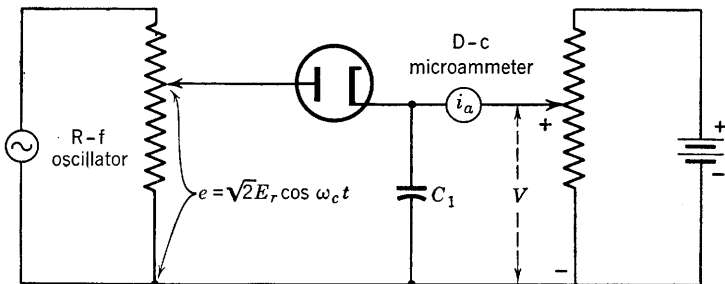 D-c
microammeter
R-f
oscillator
i_a
+
+
−
e = √2E_r cos ω_c t
C_1
V
−